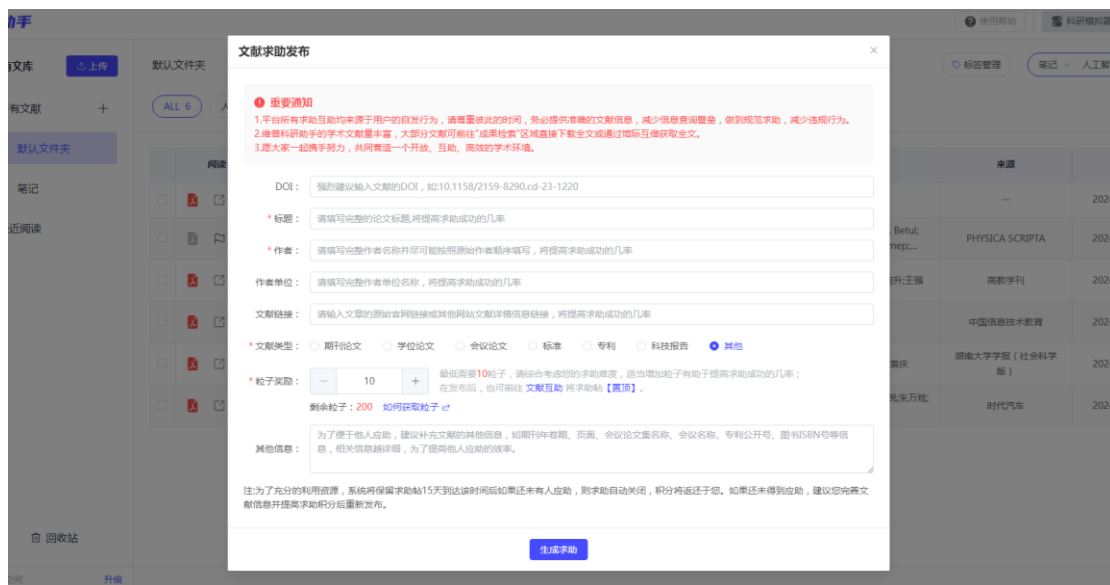 助手
使用帮助
科研模拟器
有文库
上传
默认文件夹
标签管理
笔记
人工智
有文献
+
ALL 6
默认文件夹
笔记
近阅读
阅读
来源
--
202
Betul;
PHYSICA SCRIPTA
202
高教学刊
202
中国信息技术教育
202
袁庆
湖南大学学报（社会科学版）
202
时代汽车
202
文献求助发布
×
重要通知
1.平台所有求助互助均来源于用户的自发行为，请尊重彼此的时间，务必提供准确的文献信息，减少信息查询壁垒，做到规范求助，减少违规行为。
2.维普科研助手的学术文献量丰富，大部分文献可前往“成果检索”区域直接下载全文或通过馆际互借获取全文。
3.愿大家一起携手努力，共同营造一个开放、互助、高效的学术环境。
DOI： 强烈建议输入文献的DOI，如:10.1158/2159-8290.cd-23-1220
*标题： 请填写完整的论文标题,将提高求助成功的几率
*作者： 请填写完整作者名称并尽可能按照原始作者顺序填写，将提高求助成功的几率
作者单位： 请填写完整作者单位名称，将提高求助成功的几率
文献链接： 请输入文章的原始官网链接或其他网站文献详情信息链接，将提高求助成功的几率
*文献类型： 期刊论文 学位论文 会议论文 标准 专利 科技报告 其他
*粒子奖励： − 10 + 最低需要10粒子，请综合考虑您的求助难度，适当增加粒子有助于提高求助成功的几率；
在发布后，也可前往 文献互助 将求助帖【置顶】。
剩余粒子：200 如何获取粒子
其他信息： 为了便于他人应助，建议补充文献的其他信息，如期刊年卷期、页面、会议论文集名称、会议名称、专利公开号、图书ISBN号等信
息，相关信息越详细，为了提高他人应助的效率。
注:为了充分的利用资源，系统将保留求助帖15天到达该时间后如果还未有人应助，则求助自动关闭，积分将返还于您。如果还未得到应助，建议您完善文
献信息并提高求助积分后重新发布。
生成求助
回收站
升级